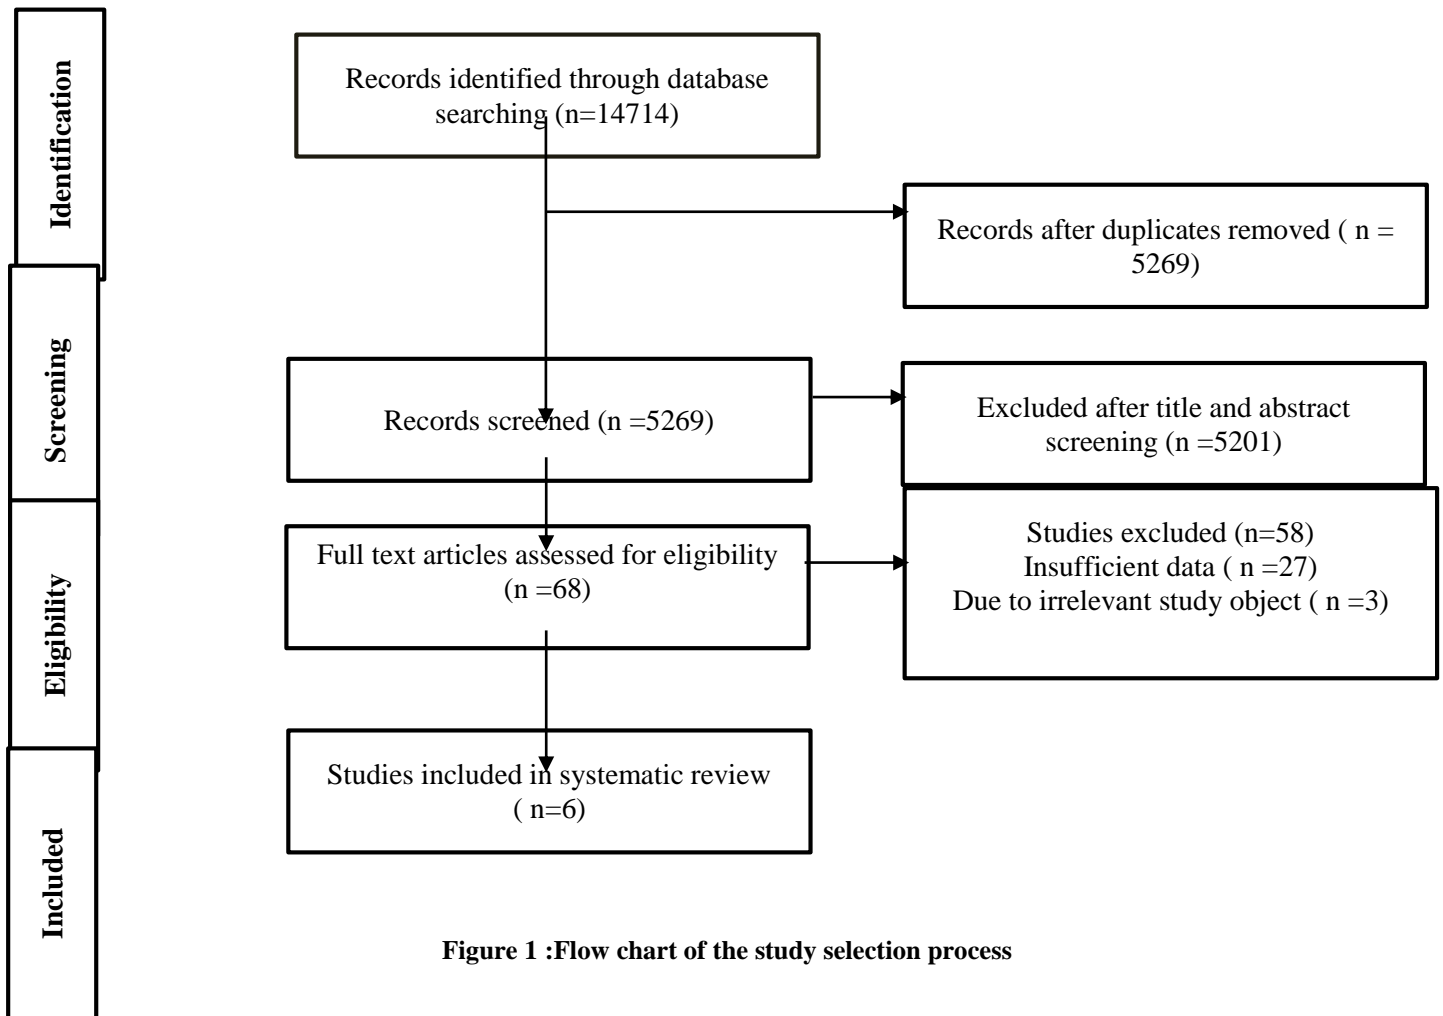 Identification
Records identified through database
searching (n=14714)
Records after duplicates removed ( n =
5269)
Screening
Records screened (n =5269)
Excluded after title and abstract
screening (n =5201)
Eligibility
Full text articles assessed for eligibility
(n =68)
Studies excluded (n=58)
Insufficient data ( n =27)
Due to irrelevant study object ( n =3)
Included
Studies included in systematic review
( n=6)
Figure 1 :Flow chart of the study selection process